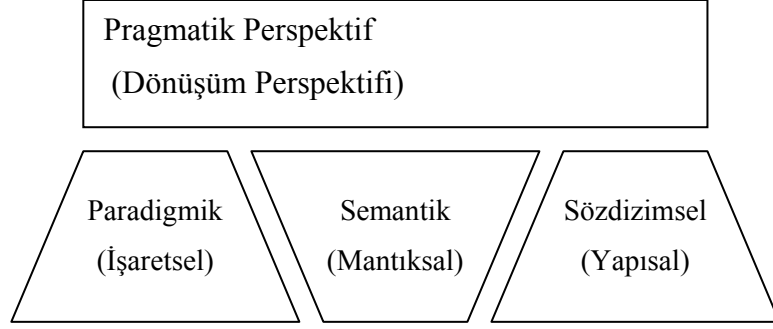 Pragmatik Perspektif
(Dönüşüm Perspektifi)
Paradigmik
(İşaretsel)
Semantik
(Mantıksal)
Sözdizimsel
(Yapısal)